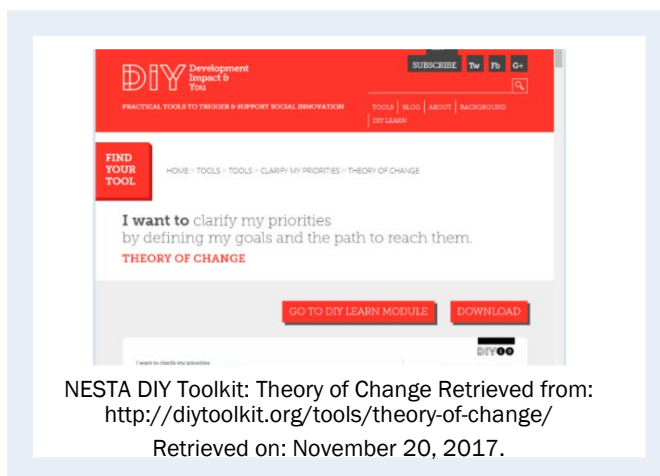 DIY Development
Impact &
You
SUBSCRIBE Tw Fb G+
PRACTICAL TOOLS TO TRIGGER & SUPPORT SOCIAL INNOVATION
TOOLS | BLOG | ABOUT | BACKGROUND
DIY LEARN
FIND
YOUR
TOOL
HOME > TOOLS > TOOLS > CLARIFY MY PRIORITIES > THEORY OF CHANGE
I want to clarify my priorities
by defining my goals and the path to reach them.
THEORY OF CHANGE
GO TO DIY LEARN MODULE DOWNLOAD
I want to clarify my priorities
DIY
NESTA DIY Toolkit: Theory of Change Retrieved from:
http://diytoolkit.org/tools/theory-of-change/
Retrieved on: November 20, 2017.